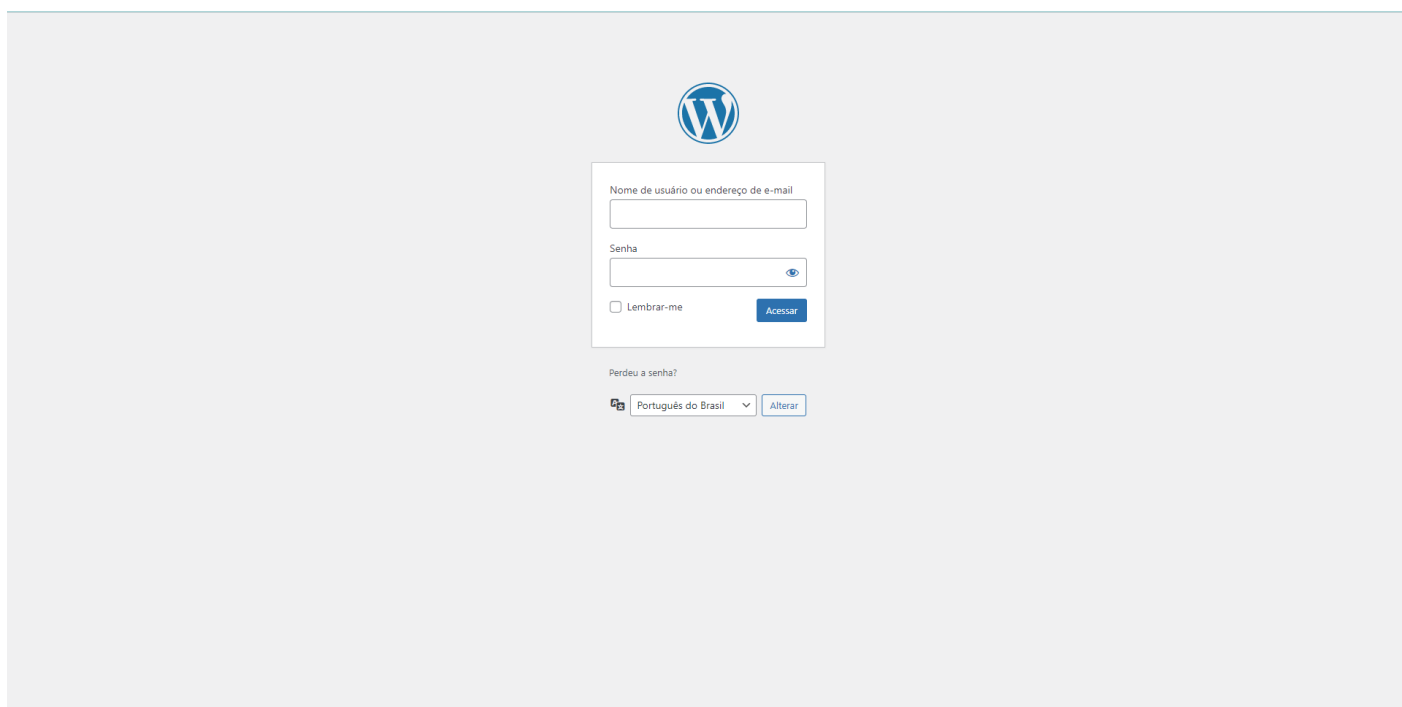 Nome de usuário ou endereço de e-mail
Senha
Lembrar-me
Acessar
Perdeu a senha?
Português do Brasil
Alterar